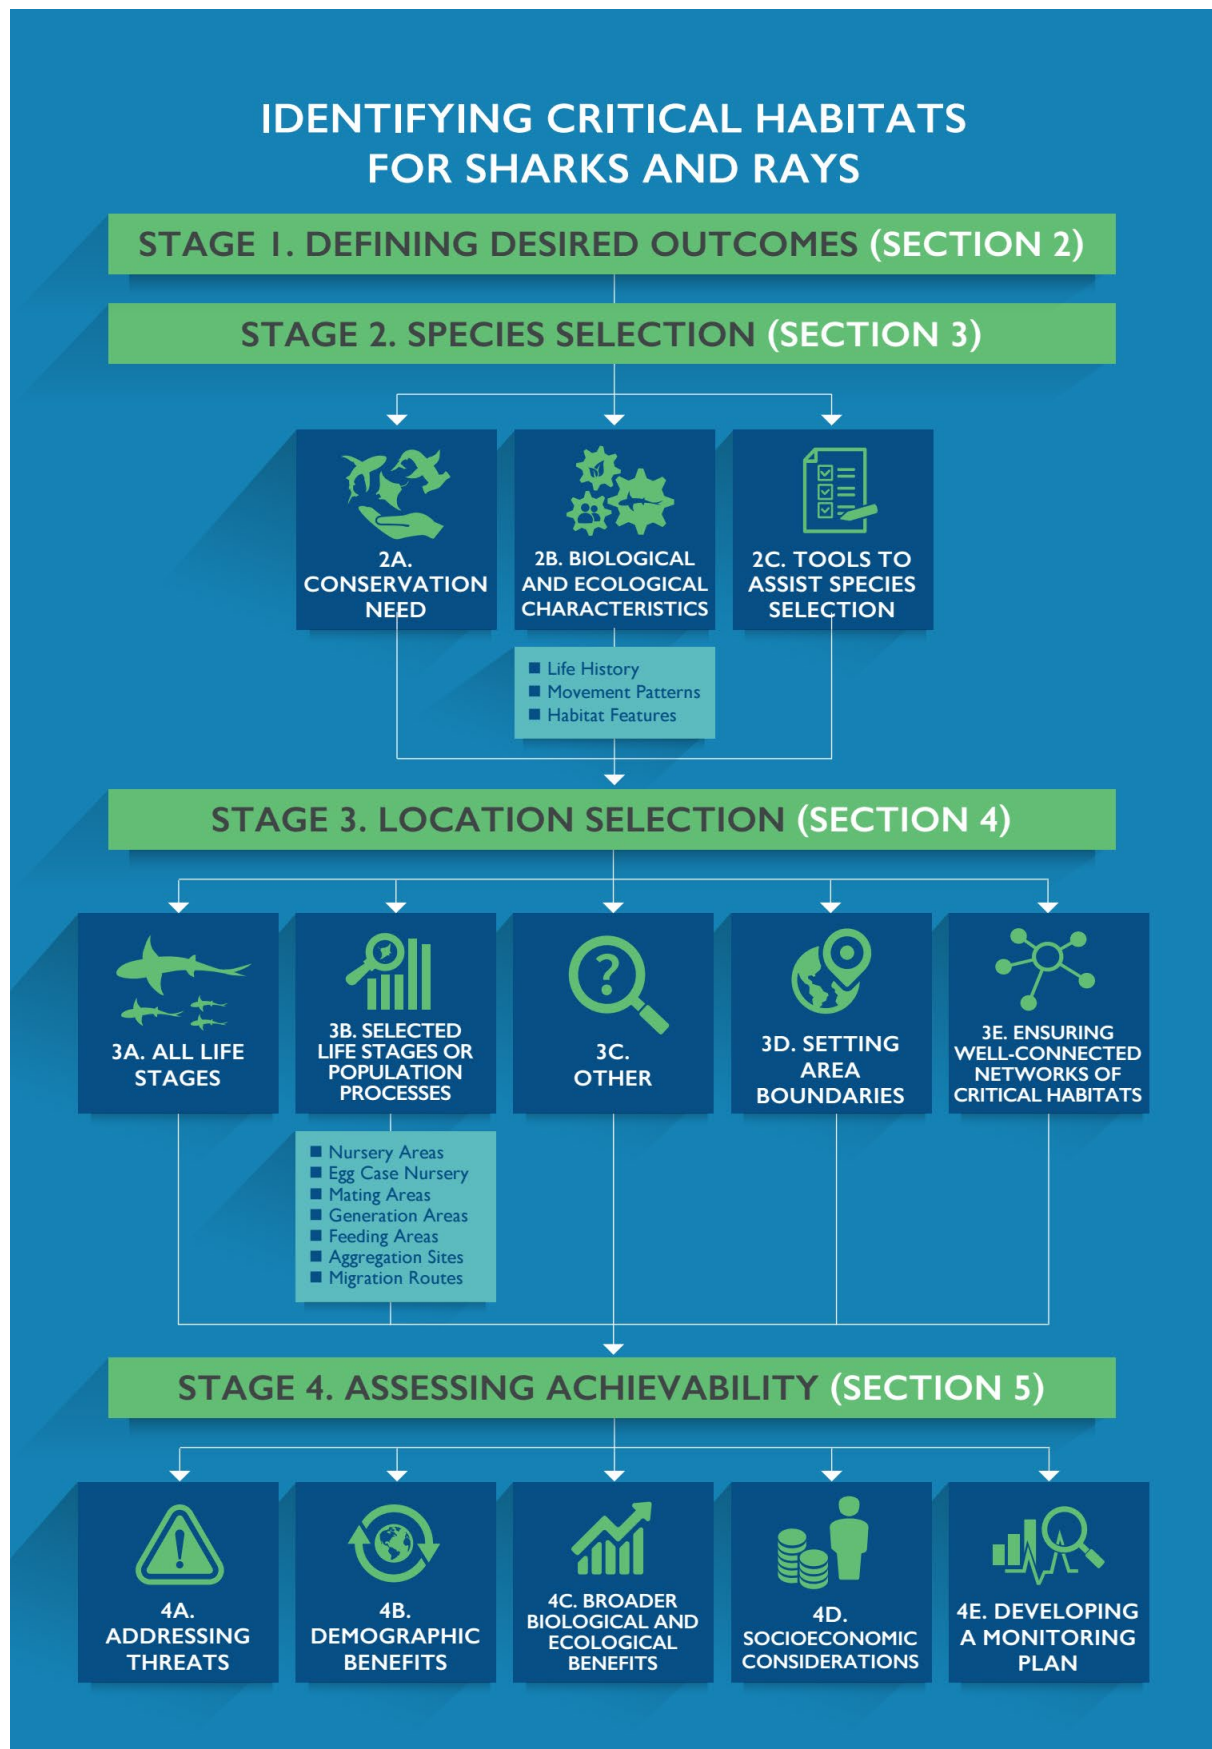 IDENTIFYING CRITICAL HABITATS
FOR SHARKS AND RAYS
STAGE 1. DEFINING DESIRED OUTCOMES (SECTION 2)
STAGE 2. SPECIES SELECTION (SECTION 3)
2A.
CONSERVATION
NEED
2B. BIOLOGICAL
AND ECOLOGICAL
CHARACTERISTICS
2C. TOOLS TO
ASSIST SPECIES
SELECTION
Life History
Movement Patterns
Habitat Features
STAGE 3. LOCATION SELECTION (SECTION 4)
3A. ALL LIFE
STAGES
3B. SELECTED
LIFE STAGES OR
POPULATION
PROCESSES
?
3C.
OTHER
3D. SETTING
AREA
BOUNDARIES
3E. ENSURING
WELL-CONNECTED
NETWORKS OF
CRITICAL HABITATS
Nursery Areas
Egg Case Nursery
Mating Areas
Generation Areas
Feeding Areas
Aggregation Sites
Migration Routes
STAGE 4. ASSESSING ACHIEVABILITY (SECTION 5)
!
4A.
ADDRESSING
THREATS
4B.
DEMOGRAPHIC
BENEFITS
4C. BROADER
BIOLOGICAL AND
ECOLOGICAL
BENEFITS
4D.
SOCIOECONOMIC
CONSIDERATIONS
4E. DEVELOPING
A MONITORING
PLAN